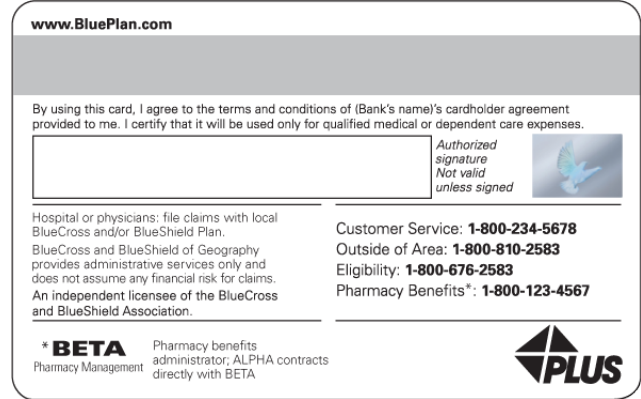 www.BluePlan.com
By using this card, I agree to the terms and conditions of (Bank's name)'s cardholder agreement
provided to me. I certify that it will be used only for qualified medical or dependent care expenses.
Authorized
signature
Not valid
unless signed
Hospital or physicians: file claims with local
BlueCross and/or BlueShield Plan.
BlueCross and BlueShield of Geography
provides administrative services only and
does not assume any financial risk for claims.
An independent licensee of the BlueCross
and BlueShield Association.
Customer Service: 1-800-234-5678
Outside of Area: 1-800-810-2583
Eligibility: 1-800-676-2583
Pharmacy Benefits*: 1-800-123-4567
*BETA
Pharmacy Management
Pharmacy benefits
administrator; ALPHA contracts
directly with BETA
PLUS